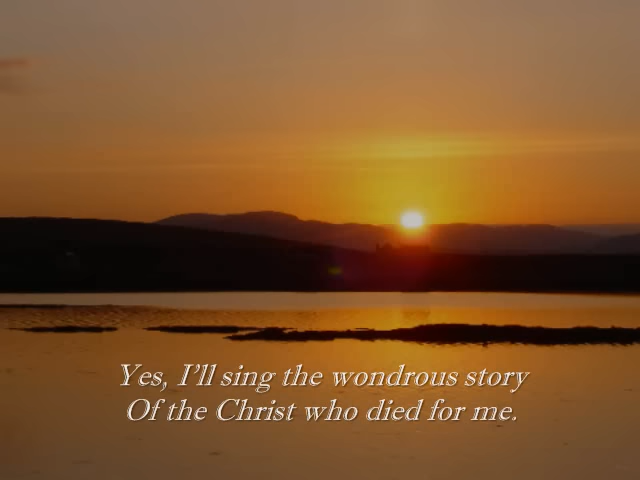 Yes, I'll sing the wondrous story
Of the Christ who died for me.